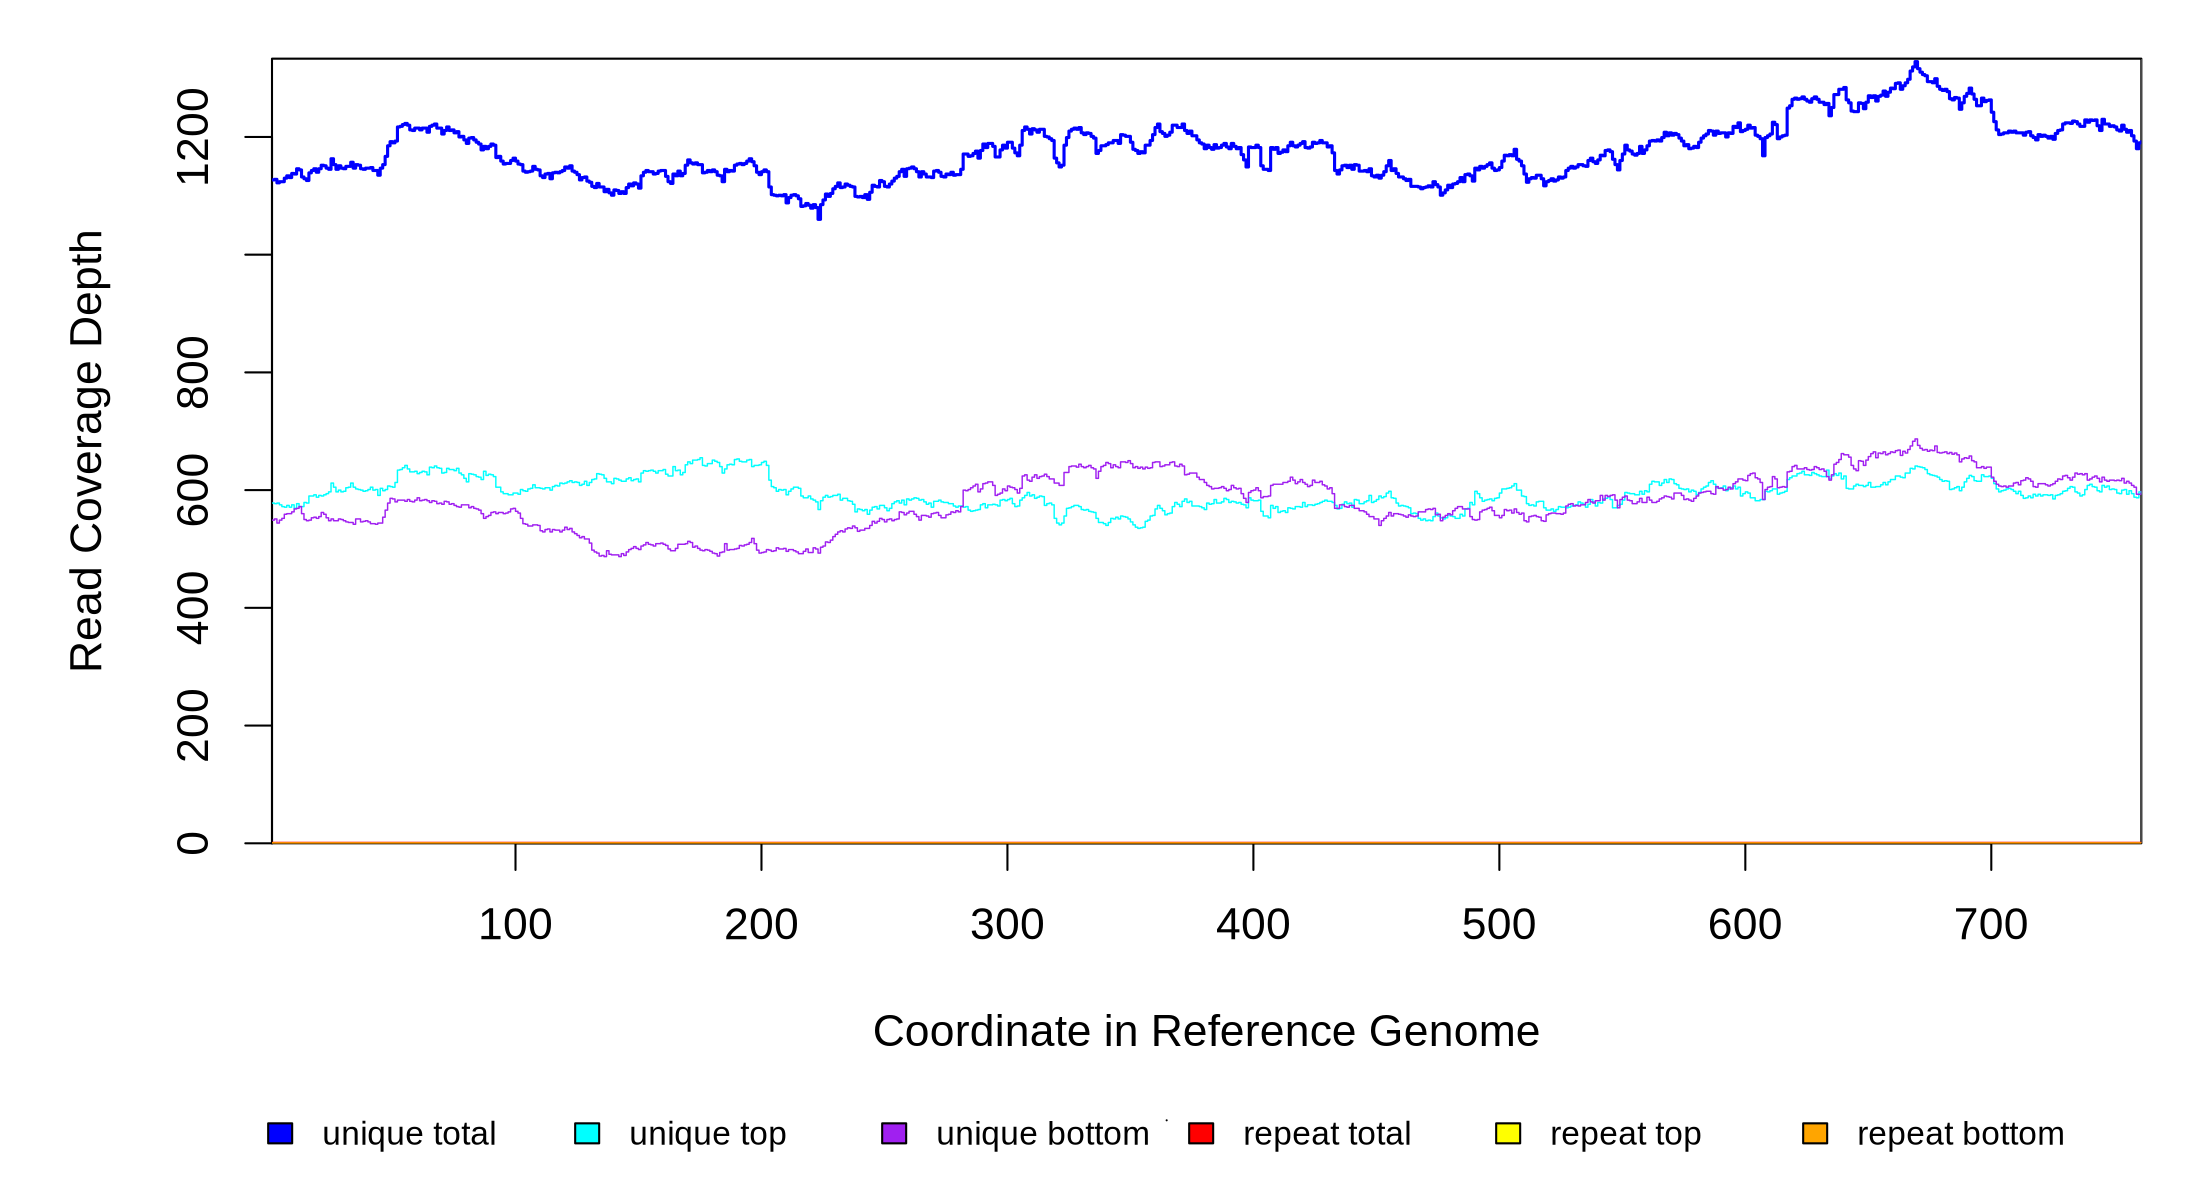 Read Coverage Depth
1200
800
600
400
200
0
100 200 300 400 500 600 700
Coordinate in Reference Genome
unique total unique top unique bottom repeat total repeat top repeat bottom